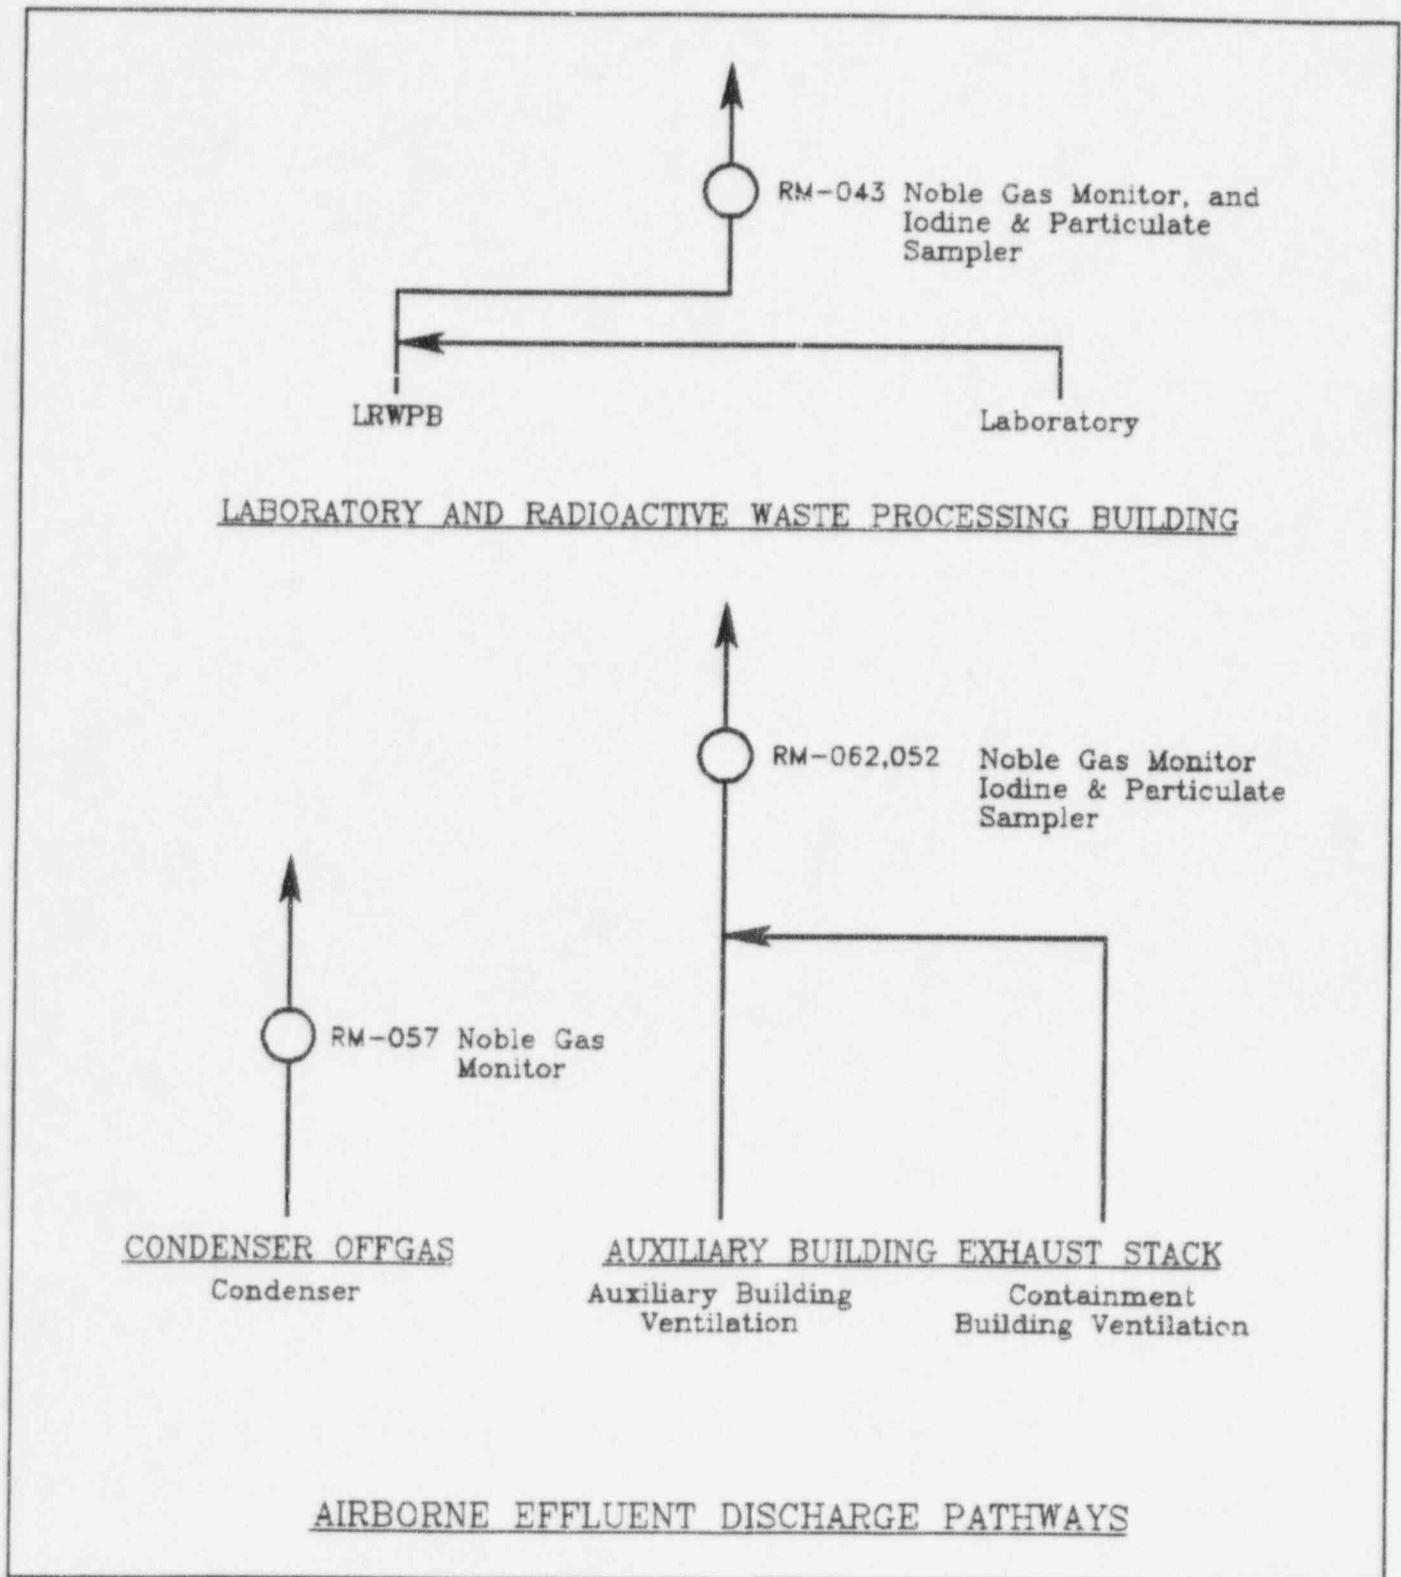 RM-043 Noble Gas Monitor, and
Iodine & Particulate
Sampler
LRWPB
Laboratory
LABORATORY AND RADIOACTIVE WASTE PROCESSING BUILDING
RM-062,052 Noble Gas Monitor
Iodine & Particulate
Sampler
RM-057 Noble Gas
Monitor
CONDENSER OFFGAS
Condenser
AUXILIARY BUILDING EXHAUST STACK
Auxiliary Building
Ventilation
Containment
Building Ventilation
AIRBORNE EFFLUENT DISCHARGE PATHWAYS